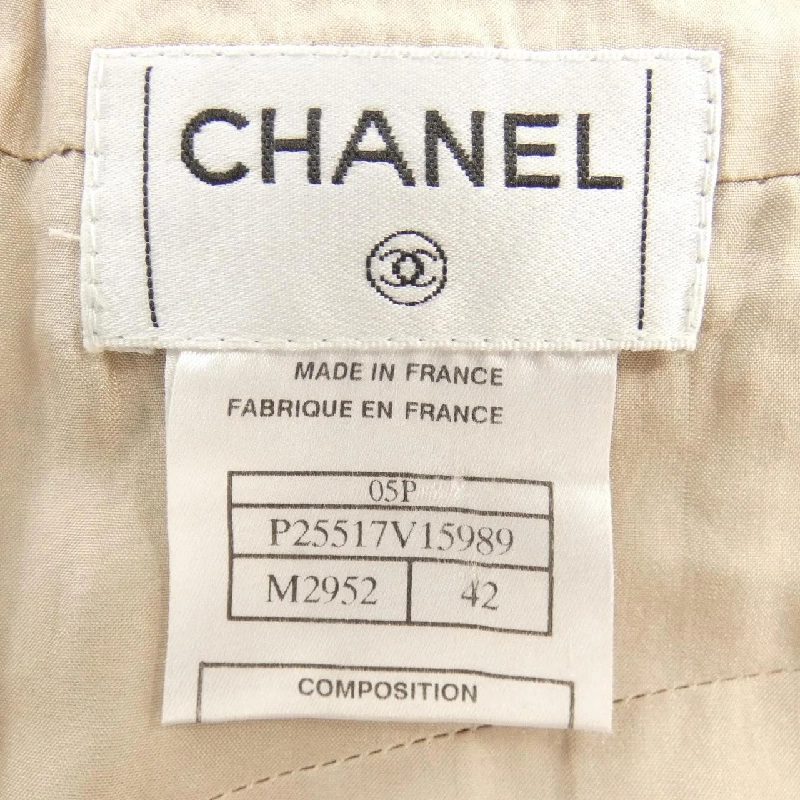 CHANEL
MADE IN FRANCE
FABRIQUE EN FRANCE
05P
P25517V15989
M2952 42
COMPOSITION